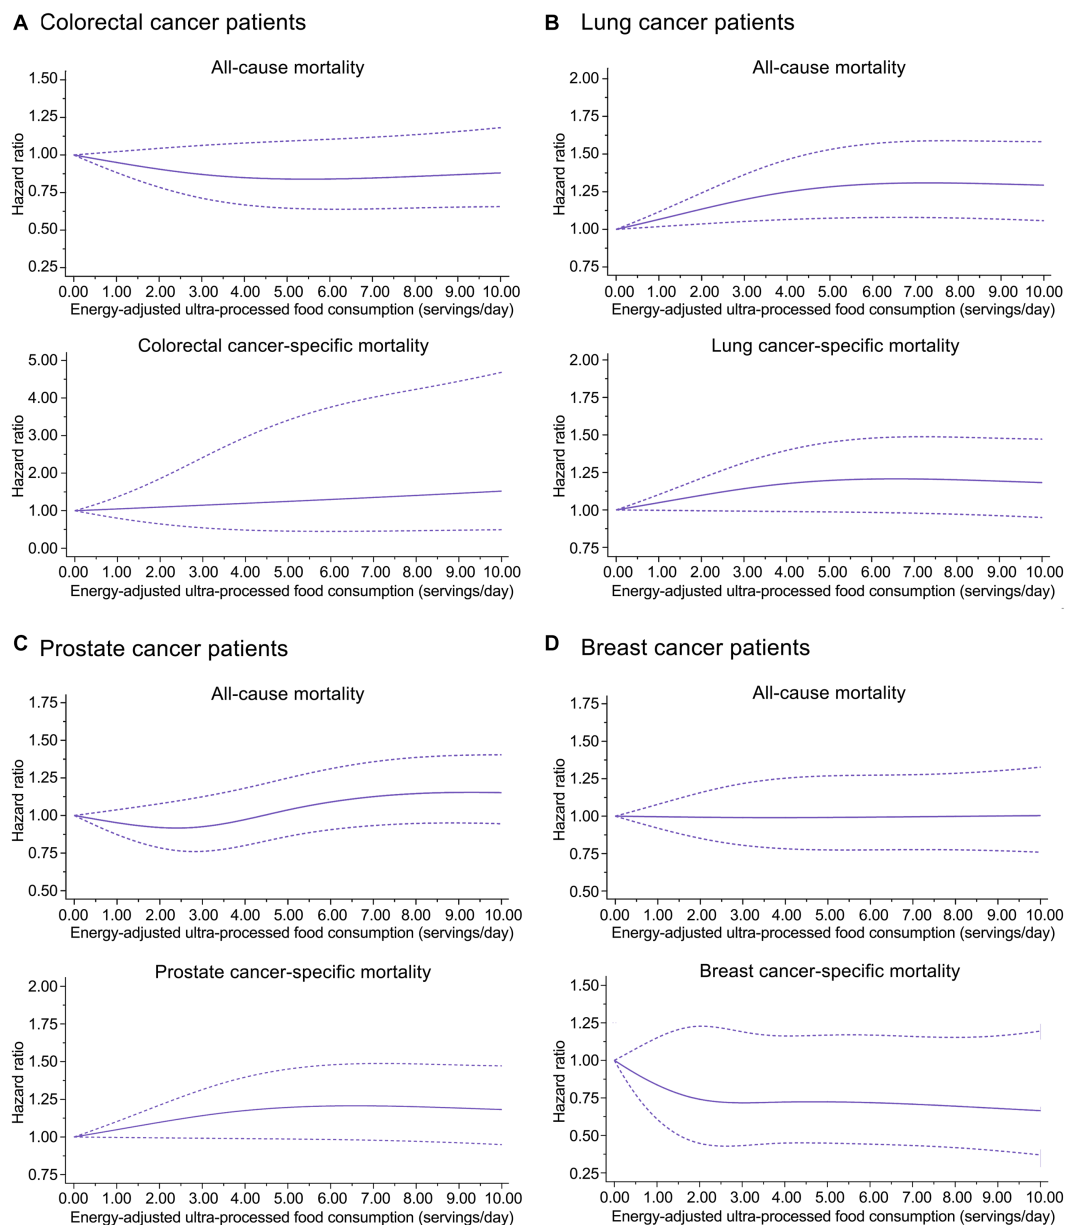 A Colorectal cancer patients
All-cause mortality
Hazard ratio
1.50
1.25
1.00
0.75
0.50
0.25
0.00 1.00 2.00 3.00 4.00 5.00 6.00 7.00 8.00 9.00 10.00
Energy-adjusted ultra-processed food consumption (servings/day)
Colorectal cancer-specific mortality
Hazard ratio
5.00
4.00
3.00
2.00
1.00
0.00
0.00 1.00 2.00 3.00 4.00 5.00 6.00 7.00 8.00 9.00 10.00
Energy-adjusted ultra-processed food consumption (servings/day)
B Lung cancer patients
All-cause mortality
Hazard ratio
2.00
1.75
1.50
1.25
1.00
0.75
0.00 1.00 2.00 3.00 4.00 5.00 6.00 7.00 8.00 9.00 10.00
Energy-adjusted ultra-processed food consumption (servings/day)
Lung cancer-specific mortality
Hazard ratio
2.00
1.75
1.50
1.25
1.00
0.75
0.00 1.00 2.00 3.00 4.00 5.00 6.00 7.00 8.00 9.00 10.00
Energy-adjusted ultra-processed food consumption (servings/day)
C Prostate cancer patients
All-cause mortality
Hazard ratio
1.75
1.50
1.25
1.00
0.75
0.50
0.00 1.00 2.00 3.00 4.00 5.00 6.00 7.00 8.00 9.00 10.00
Energy-adjusted ultra-processed food consumption (servings/day)
Prostate cancer-specific mortality
Hazard ratio
2.00
1.75
1.50
1.25
1.00
0.75
0.00 1.00 2.00 3.00 4.00 5.00 6.00 7.00 8.00 9.00 10.00
Energy-adjusted ultra-processed food consumption (servings/day)
D Breast cancer patients
All-cause mortality
Hazard ratio
1.75
1.50
1.25
1.00
0.75
0.50
0.00 1.00 2.00 3.00 4.00 5.00 6.00 7.00 8.00 9.00 10.00
Energy-adjusted ultra-processed food consumption (servings/day)
Breast cancer-specific mortality
Hazard ratio
1.50
1.25
1.00
0.75
0.50
0.25
0.00 1.00 2.00 3.00 4.00 5.00 6.00 7.00 8.00 9.00 10.00
Energy-adjusted ultra-processed food consumption (servings/day)